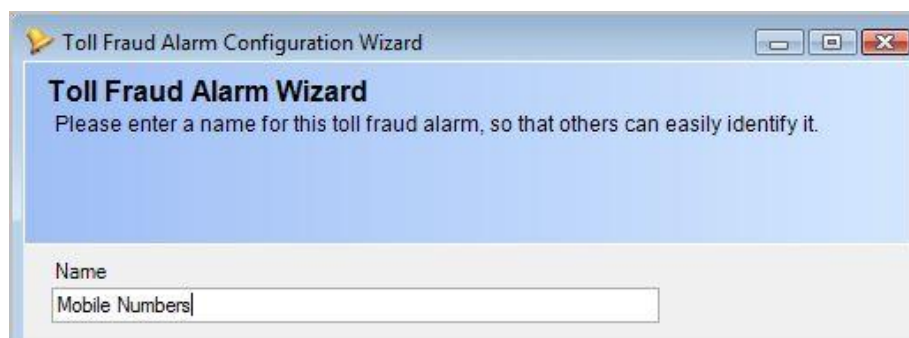 Toll Fraud Alarm Configuration Wizard
Toll Fraud Alarm Wizard
Please enter a name for this toll fraud alarm, so that others can easily identify it.
Name
Mobile Numbers